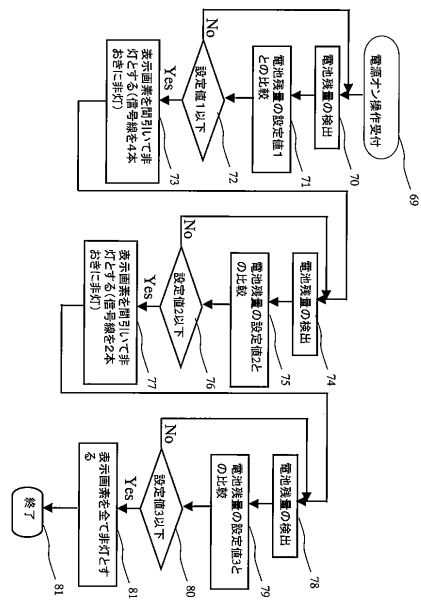 電源オン操作受付
69
電池残量の検出
70
電池残量の設定値1
との比較
71
設定値1以下
72
No
Yes
表示画素を間引いて非
灯とする(信号線を4本
おきに非灯)
73
電池残量の検出
74
電池残量の設定値2と
の比較
75
設定値2以下
76
No
Yes
表示画素を間引いて非
灯とする(信号線を2本
おきに非灯)
77
電池残量の検出
78
電池残量の設定値3と
の比較
79
設定値3以下
80
No
Yes
表示画素を全て非灯とす
る
81
終了
81